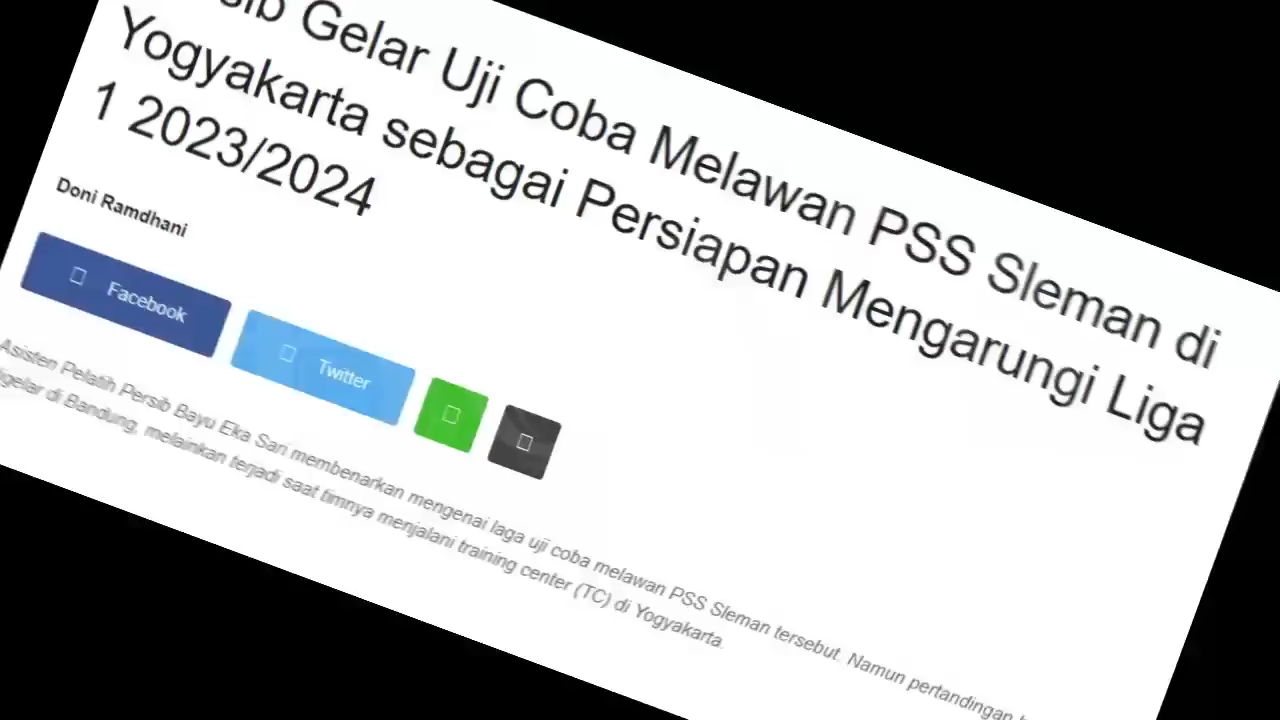 Gelar Uji Coba Melawan PSS Sleman di
Yogyakarta sebagai Persiapan Mengarungi Liga
1 2023/2024
Doni Ramdhani
Facebook
Twitter
Asisten Pelatih Persib Bayu Eka Sari membenarkan mengenai laga uji coba melawan PSS Sleman tersebut. Namun pertandingan
di Bandung, melainkan terjadi saat timnya menjalani training center (TC) di Yogyakarta.